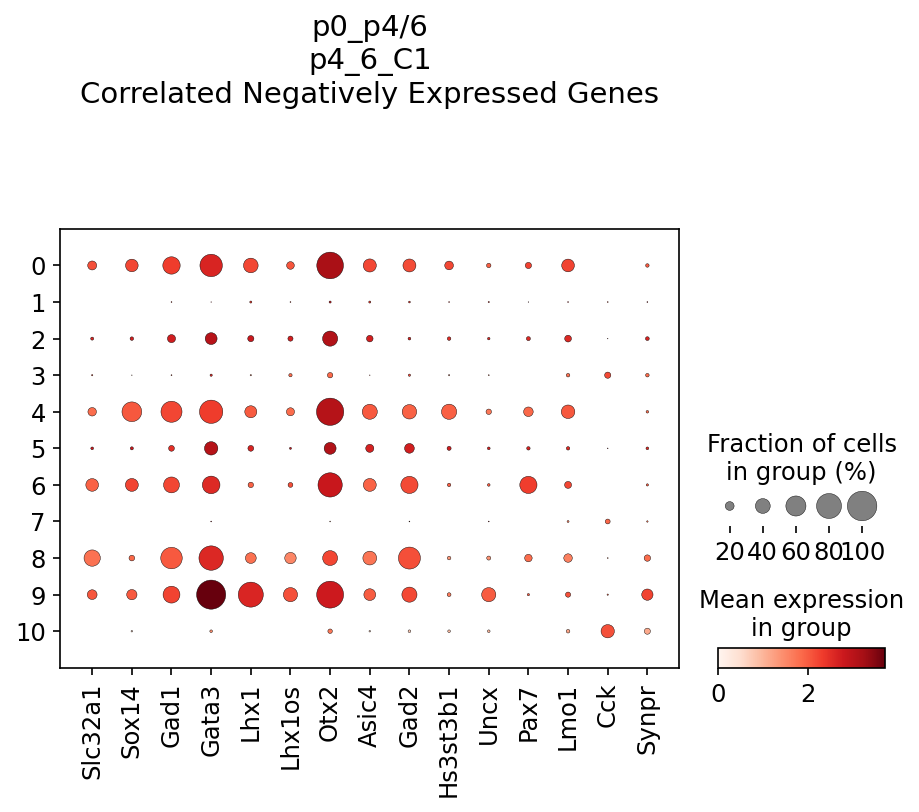 p0_p4/6
p4_6_C1
Correlated Negatively Expressed Genes
0
1
2
3
4
5
6
7
8
9
10
Slc32a1
Sox14
Gad1
Gata3
Lhx1
Lhx1os
Otx2
Asic4
Gad2
Hs3st3b1
Uncx
Pax7
Lmo1
Cck
Synpr
Fraction of cells
in group (%)
20 40 60 80 100
Mean expression
in group
0 2